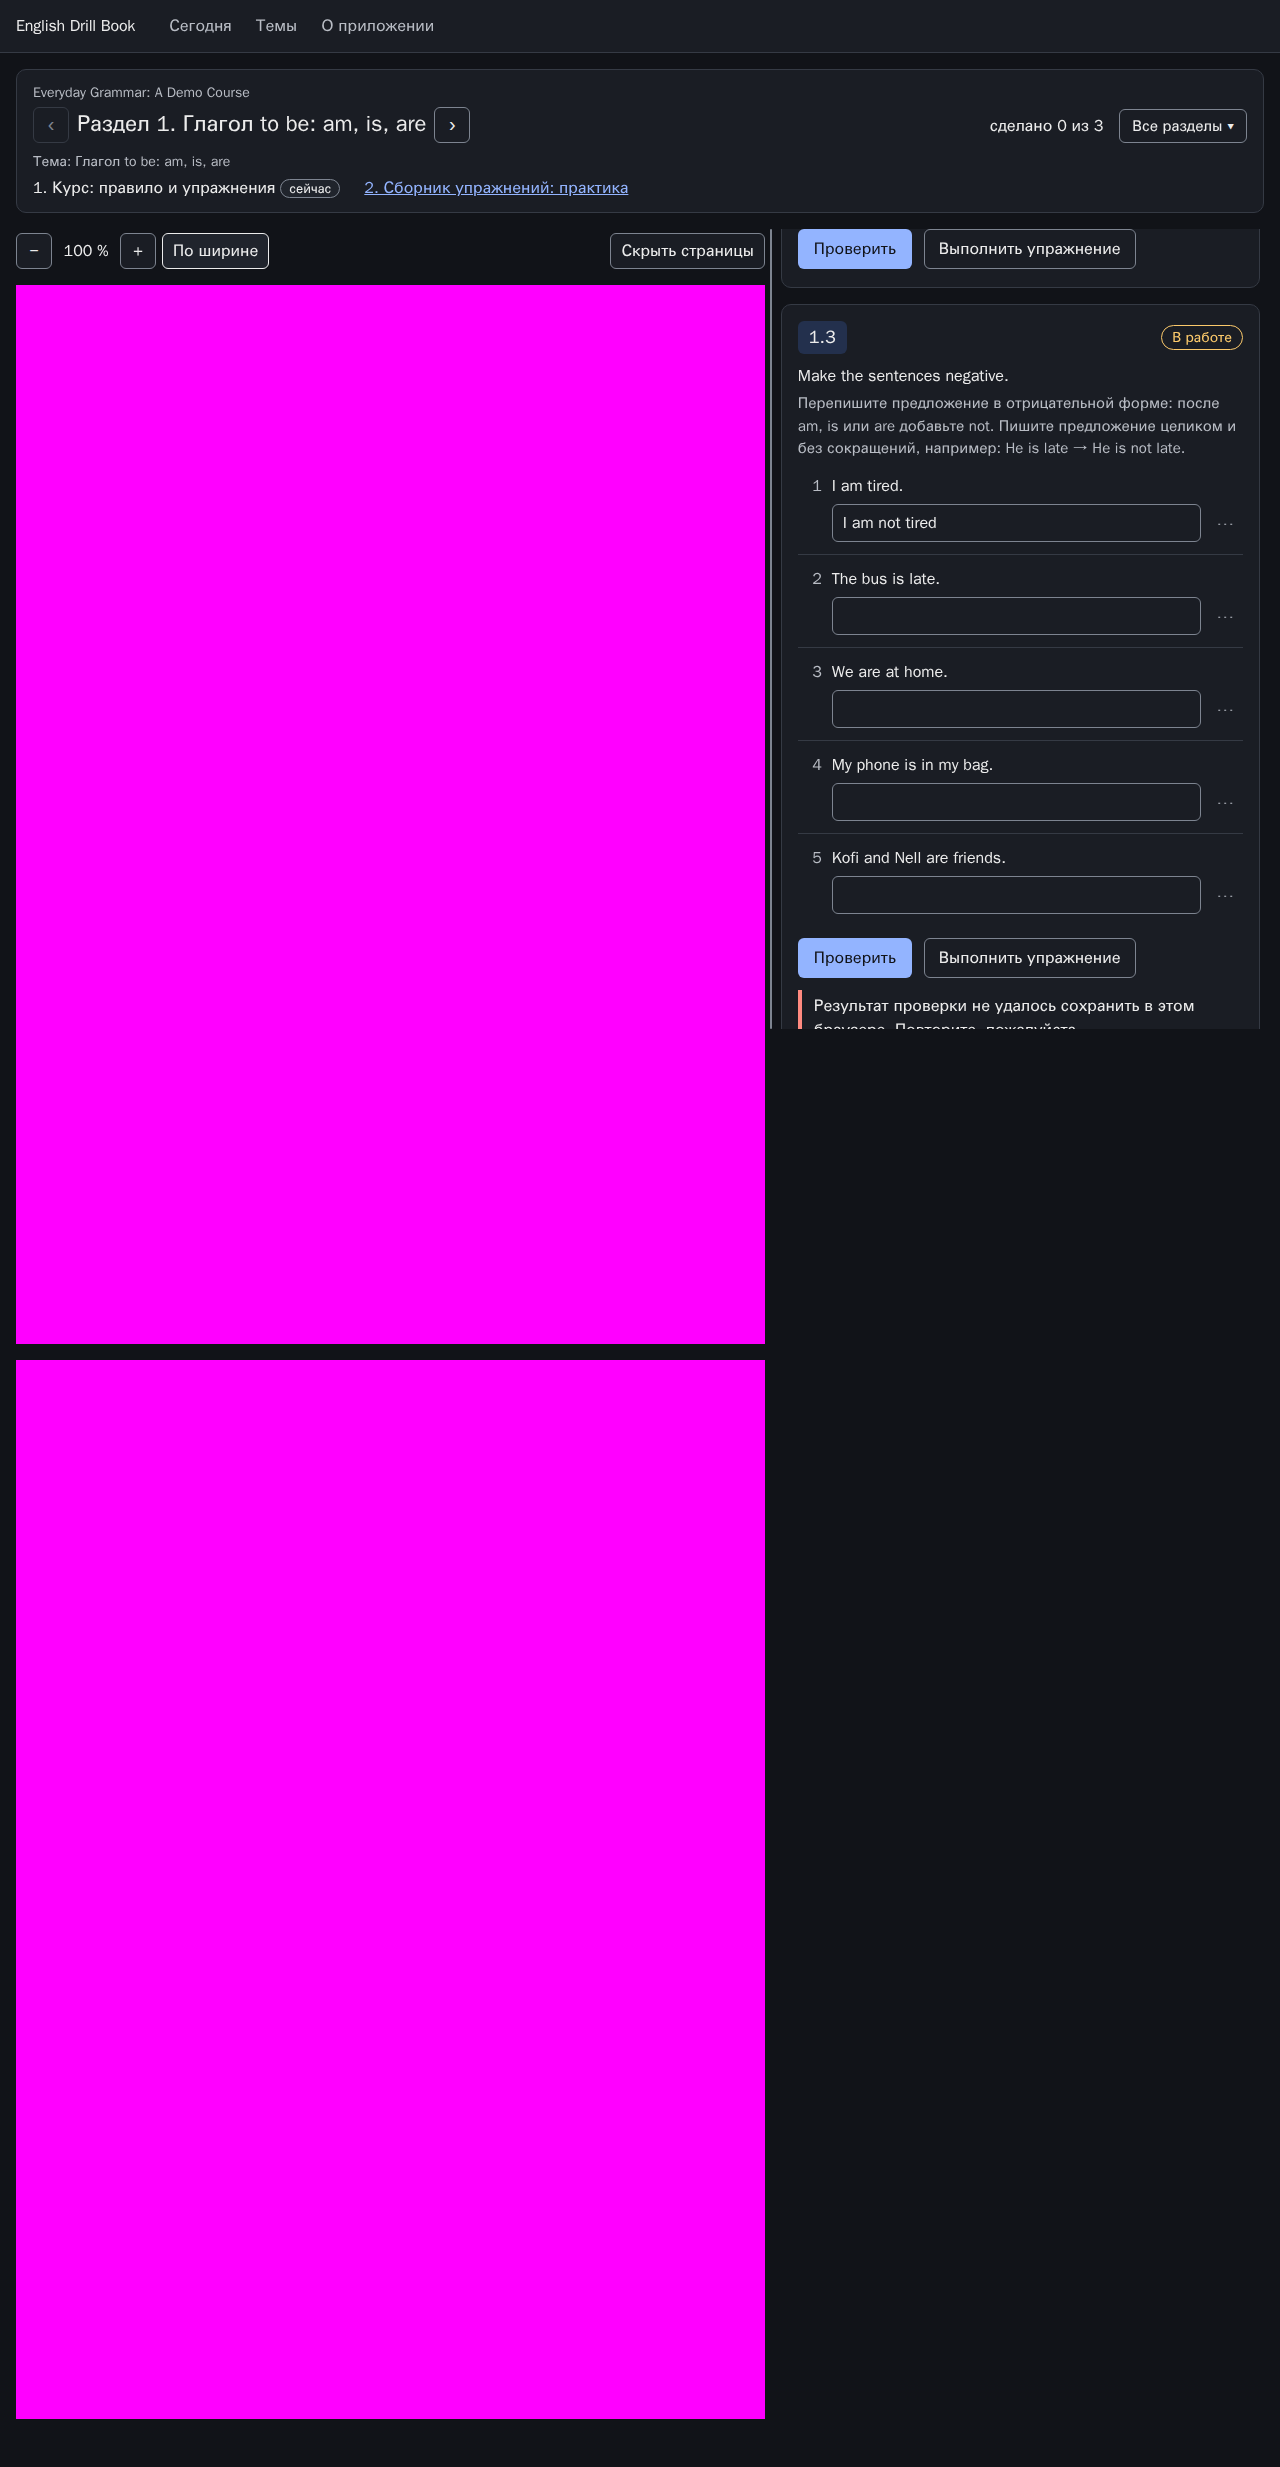 English Drill Book
Сегодня
Темы
О приложении
Everyday Grammar: A Demo Course
‹
Раздел 1. Глагол to be: am, is, are
›
сделано 0 из 3
Все разделы ▾
Тема: Глагол to be: am, is, are
1. Курс: правило и упражнения
сейчас
2. Сборник упражнений: практика
−
100 %
+
По ширине
Скрыть страницы
Проверить
Выполнить упражнение
1.3
В работе
Make the sentences negative.
Перепишите предложение в отрицательной форме: после
am, is или are добавьте not. Пишите предложение целиком и
без сокращений, например: He is late → He is not late.
1 I am tired.
I am not tired
...
2 The bus is late.
...
3 We are at home.
...
4 My phone is in my bag.
...
5 Kofi and Nell are friends.
...
Проверить
Выполнить упражнение
Результат проверки не удалось сохранить в этом
браузере. Повторите, пожалуйста